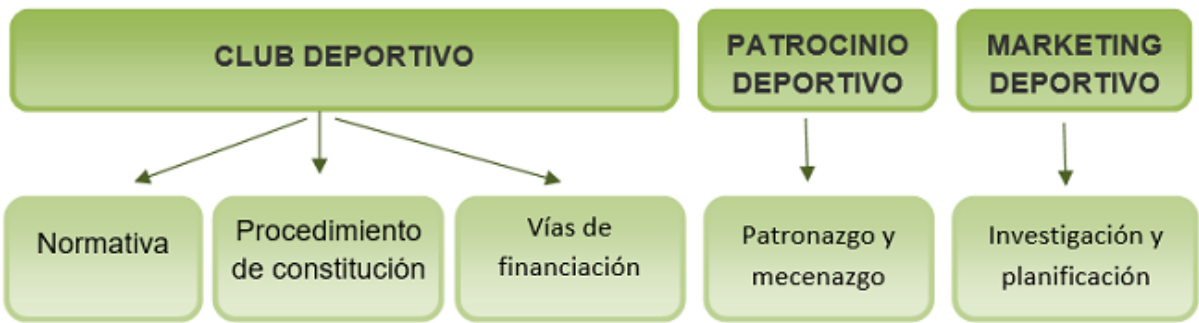 CLUB DEPORTIVO
PATROCINIO
DEPORTIVO
MARKETING
DEPORTIVO
Normativa
Procedimiento
de constitución
Vías de
financiación
Patronazgo y
mecenazgo
Investigación y
planificación